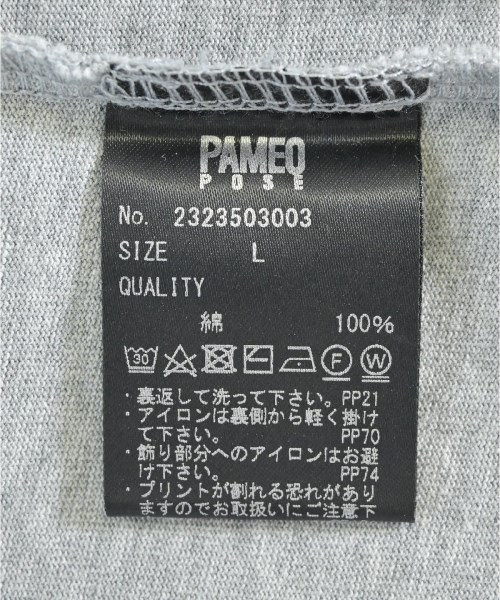 PAMEO
POSE
No. 2323503003
SIZE L
QUALITY
綿 100%
30 F W
・裏返して洗って下さい。PP21
・アイロンは裏側から軽く掛け
て下さい。 PP70
・飾り部分へのアイロンはお避
け下さい。 PP74
・プリントが割れる恐れがあり
ますのでお取扱いにご注意下